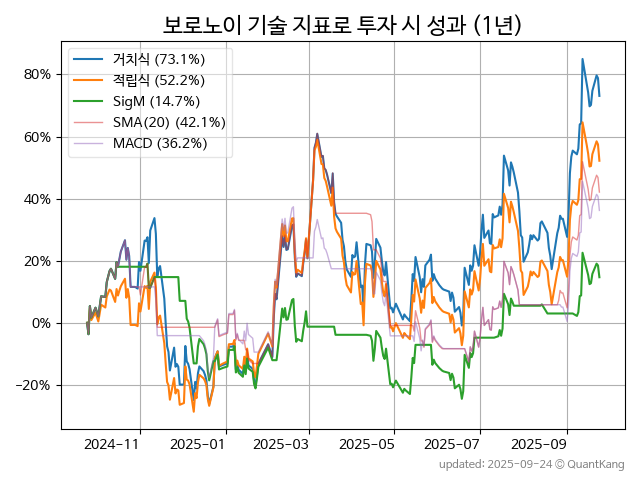 보로노이 기술 지표로 투자 시 성과 (1년)
거치식 (73.1%)
적립식 (52.2%)
SigM (14.7%)
SMA(20) (42.1%)
MACD (36.2%)
80%
60%
40%
20%
0%
−20%
2024-11 2025-01 2025-03 2025-05 2025-07 2025-09
updated: 2025-09-24 © QuantKang